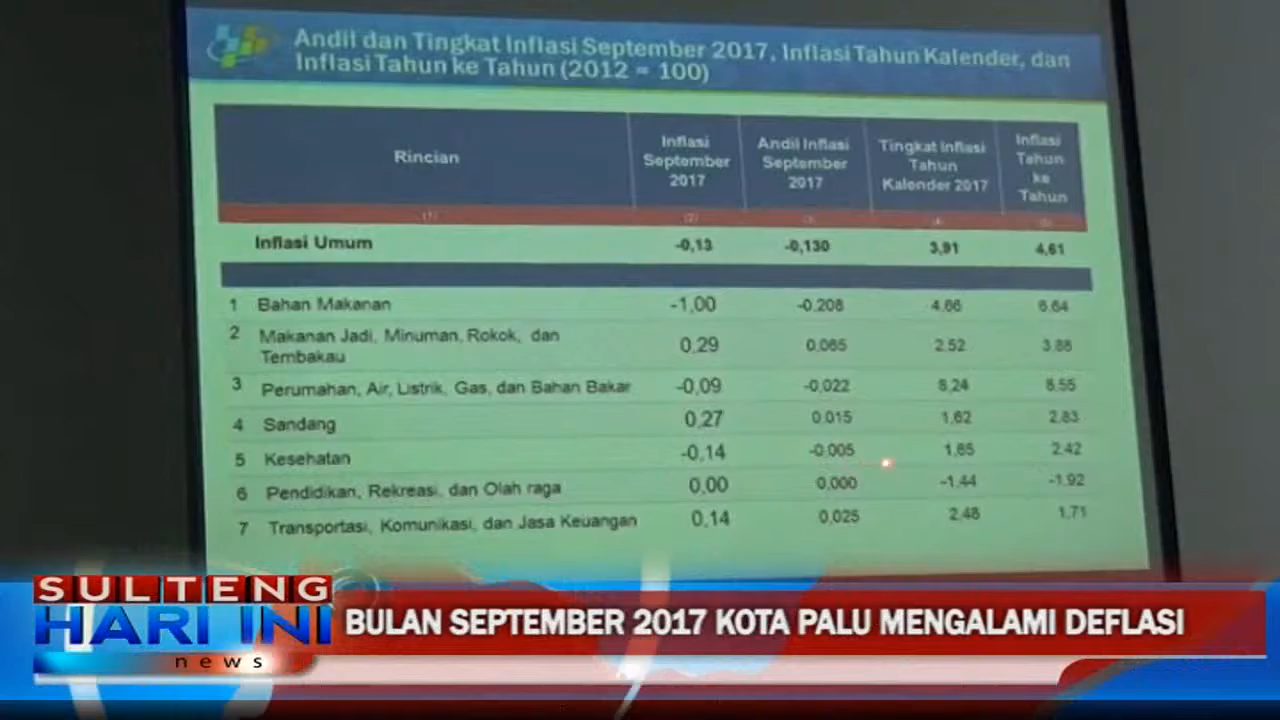 Andil dan Tingkat Inflasi September 2017, Inflasi Tahun Kalender, dan
Inflasi Tahun ke Tahun (2012 = 100)
Rincian
Inflasi
September
2017
Andil Inflasi
September
2017
Tingkat Inflasi
Tahun
Kalender 2017
Inflasi
Tahun
ke
Tahun
(1) (2) (3) (4) (5)
Inflasi Umum -0,13 -0,130 3,91 4,61
1 Bahan Makanan -1,00 -0,208 4,66 6,64
2 Makanan Jadi, Minuman, Rokok, dan
Tembakau 0,29 0,065 2,52 3,88
3 Perumahan, Air, Listrik, Gas, dan Bahan Bakar -0,09 -0,022 8,24 8,55
4 Sandang 0,27 0,015 1,62 2,83
5 Kesehatan -0,14 -0,005 1,85 2,42
6 Pendidikan, Rekreasi, dan Olah raga 0,00 0,000 -1,44 -1,92
7 Transportasi, Komunikasi, dan Jasa Keuangan 0,14 0,025 2,48 1,71
SULTENG
HARI INI
news
BULAN SEPTEMBER 2017 KOTA PALU MENGALAMI DEFLASI